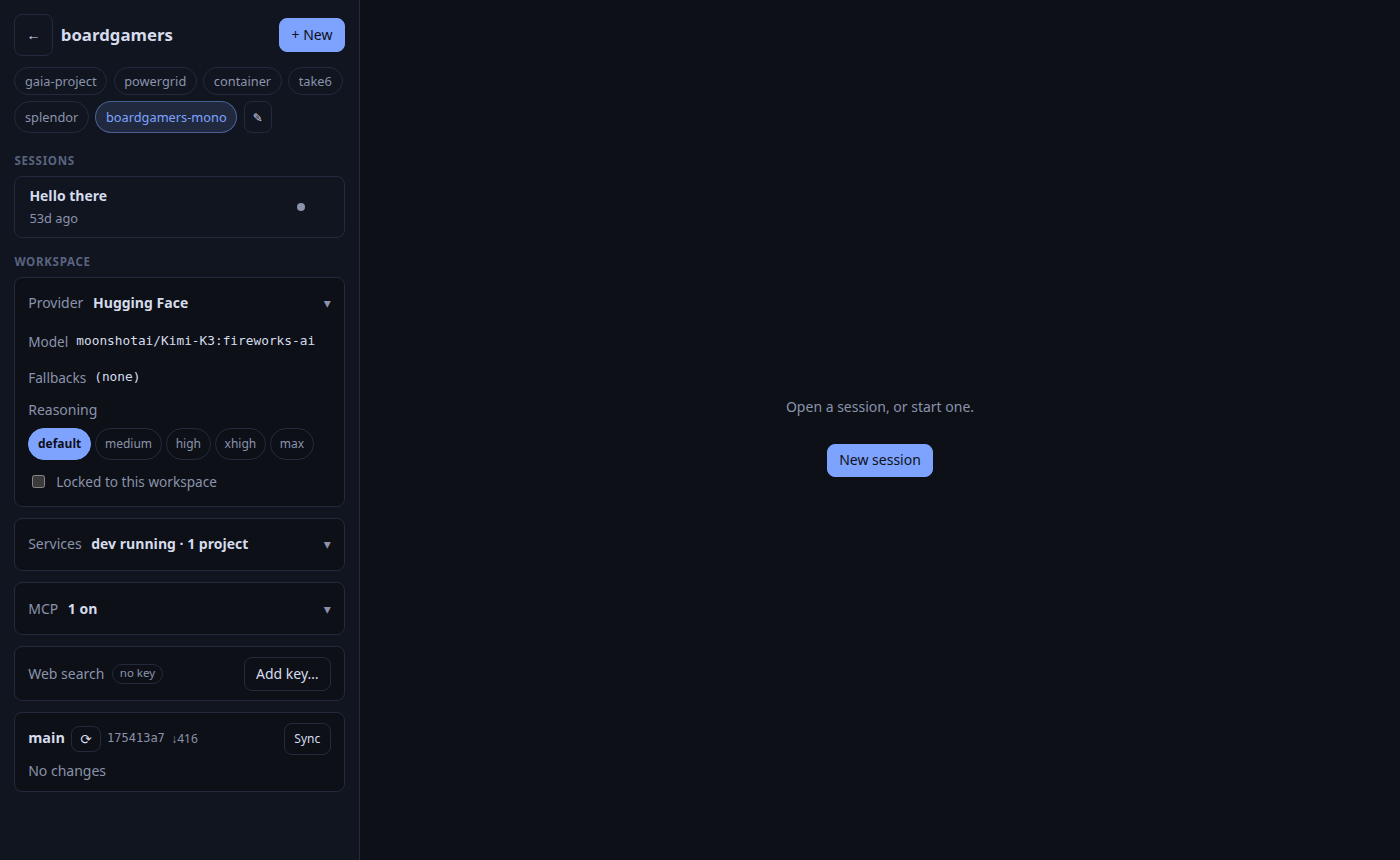 ← boardgamers + New
gaia-project powergrid container take6
splendor boardgamers-mono ✎
SESSIONS
Hello there
53d ago
WORKSPACE
Provider Hugging Face ▾
Model moonshotai/Kimi-K3:fireworks-ai
Fallbacks (none)
Reasoning
default medium high xhigh max
Locked to this workspace
Services dev running · 1 project ▾
MCP 1 on ▾
Web search no key Add key…
main ⟳ 175413a7 ↓416 Sync
No changes
Open a session, or start one.
New session